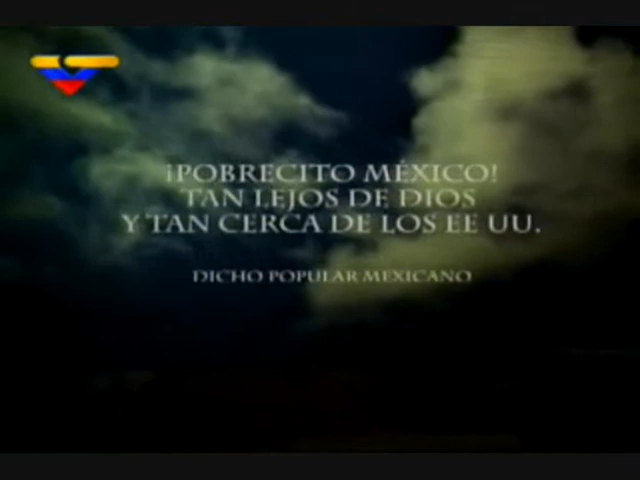 ¡POBRECITO MÉXICO!
TAN LEJOS DE DIOS
Y TAN CERCA DE LOS EE UU.
DICHO POPULAR MEXICANO